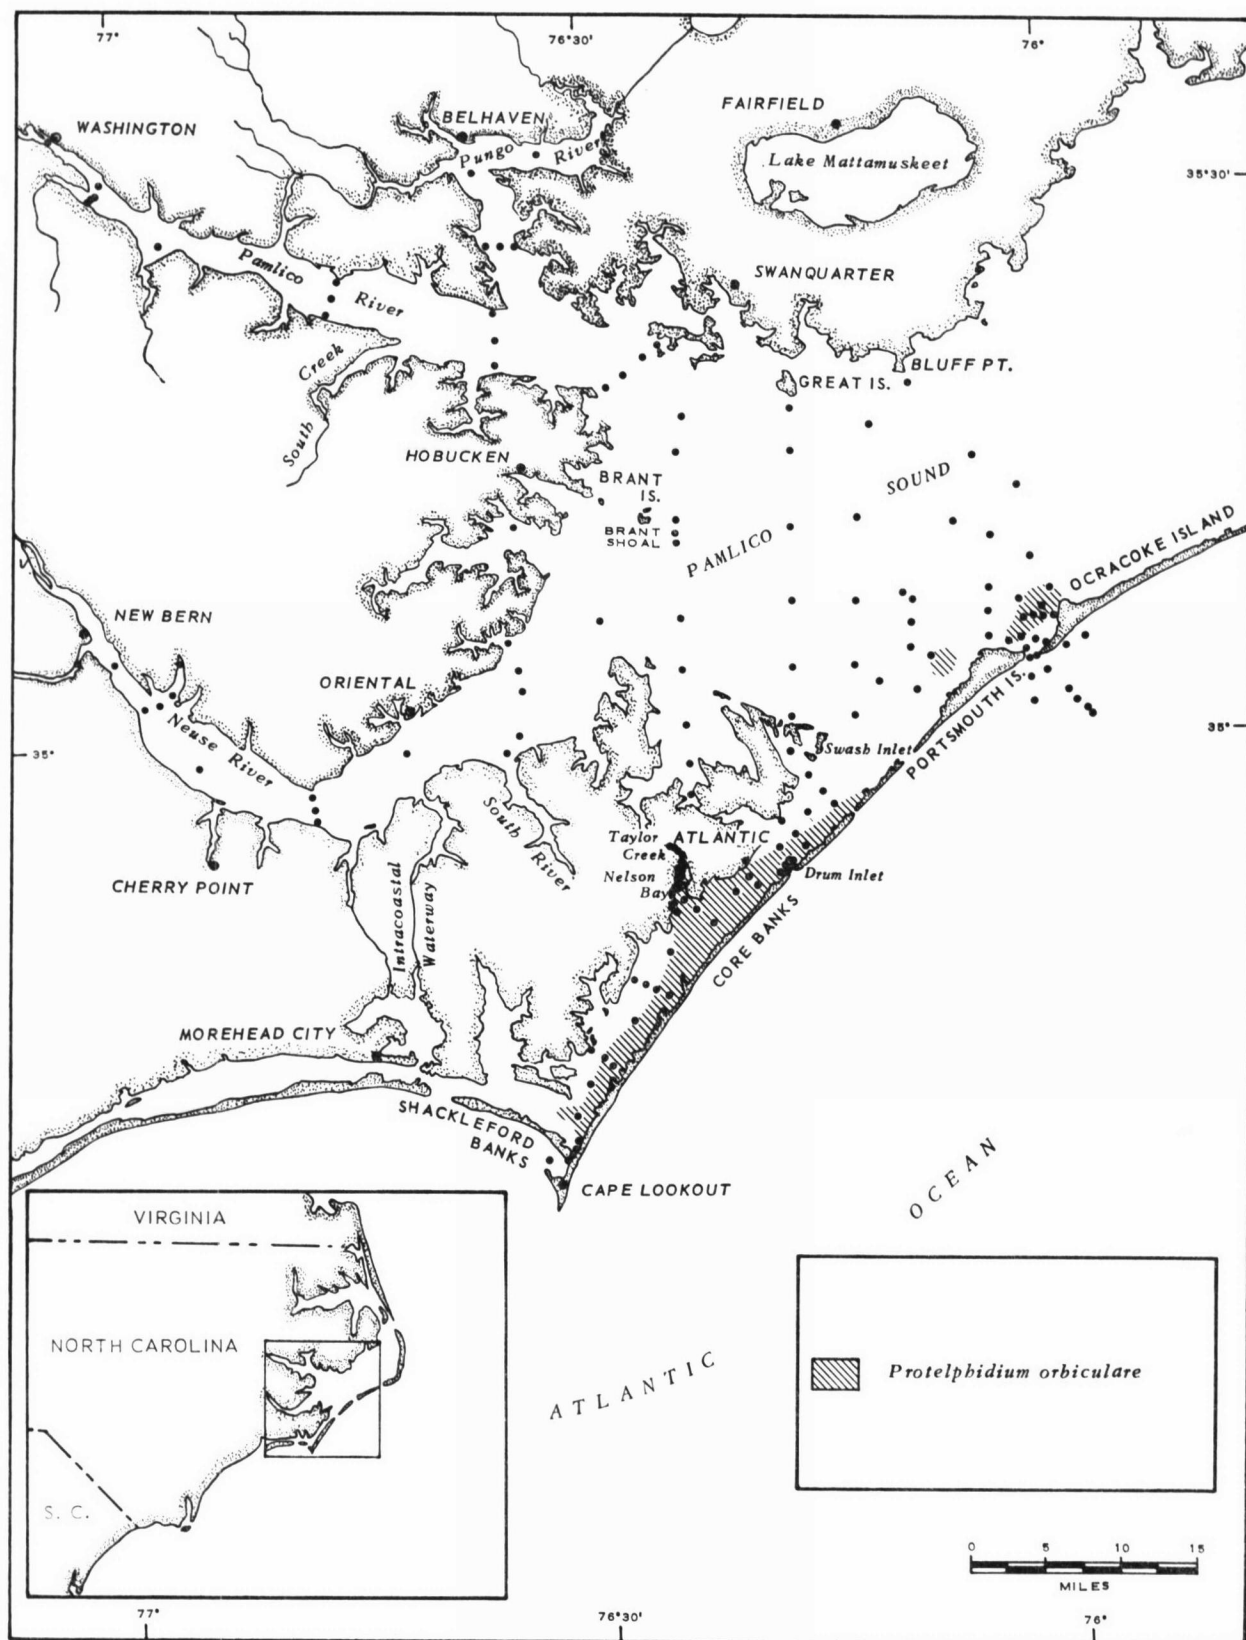 77°
76°30'
76°
WASHINGTON
BELHAVEN
Pungo River
FAIRFIELD
Lake Mattamuskeet
35°30'
Pamlico
River
SWANQUARTER
South Creek
BLUFF PT.
GREAT IS.
HOBUCKEN
BRANT
IS.
BRANT
SHOAL
PAMLICO SOUND
OCRACOKE ISLAND
NEW BERN
ORIENTAL
Neuse
River
PORTSMOUTH IS.
35°
35°
Swash Inlet
South
River
Taylor
Creek
ATLANTIC
Nelson
Bay
Drum Inlet
CHERRY POINT
Intracoastal
Waterway
CORE BANKS
MOREHEAD CITY
SHACKLEFORD
BANKS
CAPE LOOKOUT
ATLANTIC OCEAN
VIRGINIA
NORTH CAROLINA
S. C.
Protelphidium orbiculare
0 5 10 15
MILES
77°
76°30'
76°